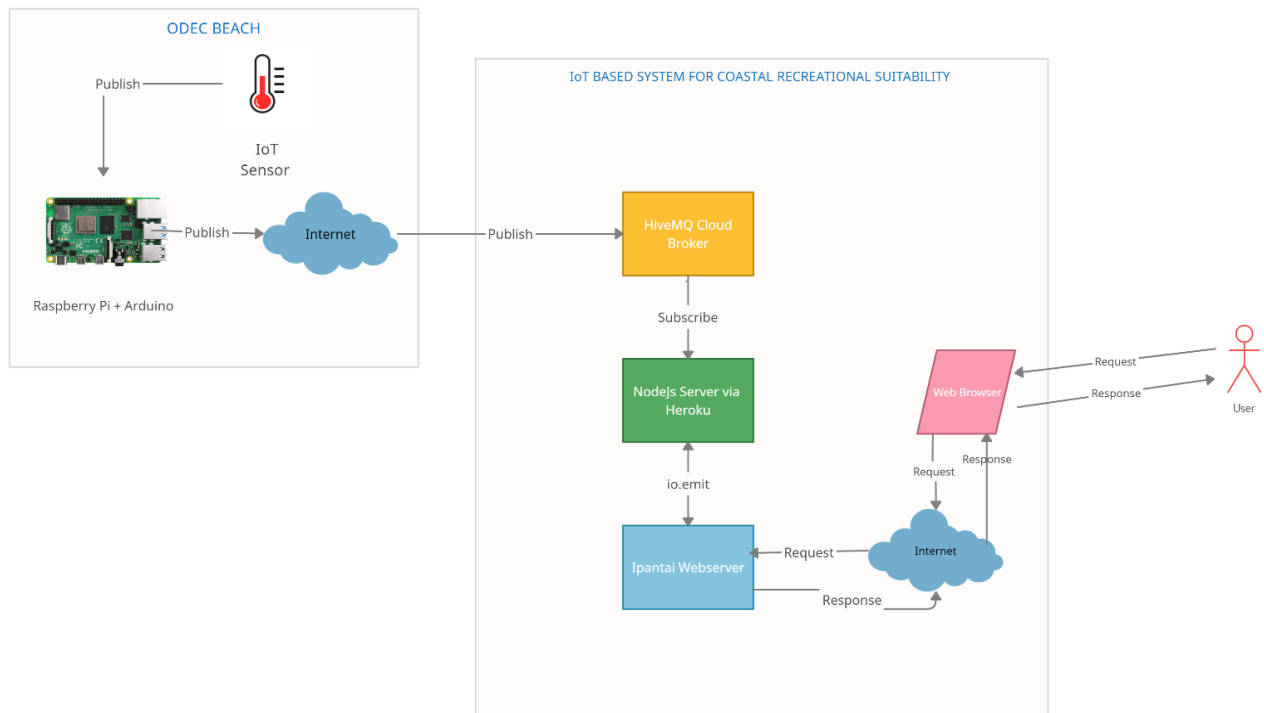 ODEC BEACH
Publish
IoT
Sensor
Publish
Internet
Raspberry Pi + Arduino
IoT BASED SYSTEM FOR COASTAL RECREATIONAL SUITABILITY
Publish
HiveMQ Cloud
Broker
Subscribe
NodeJs Server via
Heroku
io.emit
Ipantai Webserver
Request
Response
Internet
Request
Response
Web Browser
Request
Response
User